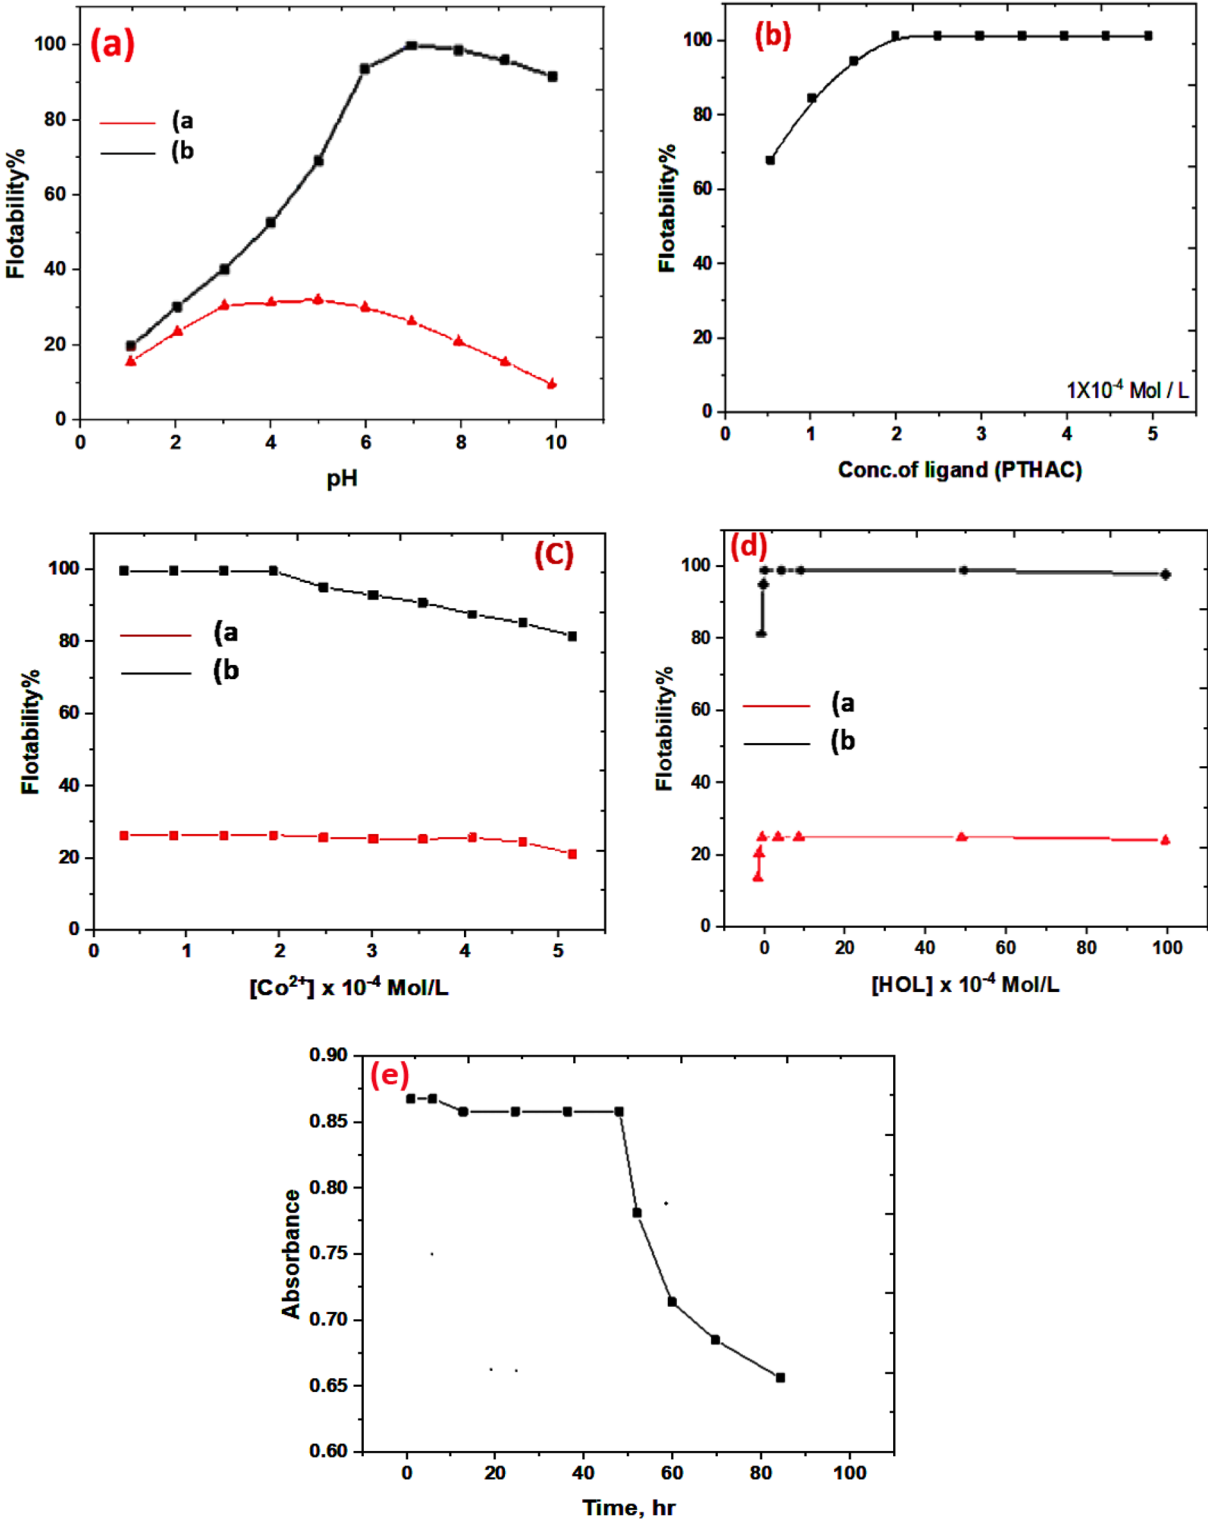 (a)
Flotability%
100
80
60
40
20
0
(a
(b
0 2 4 6 8 10
pH
(b)
Flotability%
100
80
60
40
20
0
1X10-4 Mol / L
0 1 2 3 4 5
Conc.of ligand (PTHAC)
(C)
Flotability%
100
80
60
40
20
0
(a
(b
0 1 2 3 4 5
[Co2+] x 10-4 Mol/L
(d)
Flotability%
100
80
60
40
20
0
(a
(b
0 20 40 60 80 100
[HOL] x 10-4 Mol/L
(e)
Absorbance
0.90
0.85
0.80
0.75
0.70
0.65
0.60
0 20 40 60 80 100
Time, hr